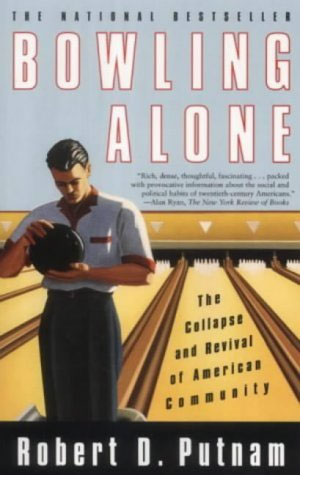 THE NATIONAL BESTSELLER
BOWLING
ALONE
"Rich, dense, thoughtful, fascinating . . . packed
with provocative information about the social and
political habits of twentieth-century Americans."
—Alan Ryan, The New York Review of Books
The
Collapse
and Revival
of American
Community
Robert D. Putnam